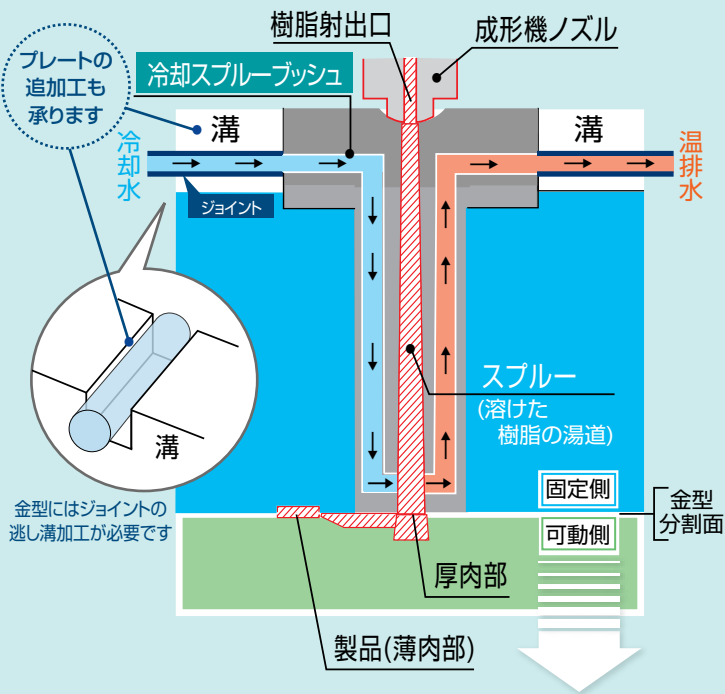 樹脂射出口
成形機ノズル
プレートの
追加工も
承ります
冷却スプルーブッシュ
溝
溝
冷却水
温排水
ジョイント
スプルー
(溶けた
樹脂の湯道)
溝
金型にはジョイントの
逃し溝加工が必要です
固定側
可動側
金型
分割面
厚肉部
製品(薄肉部)